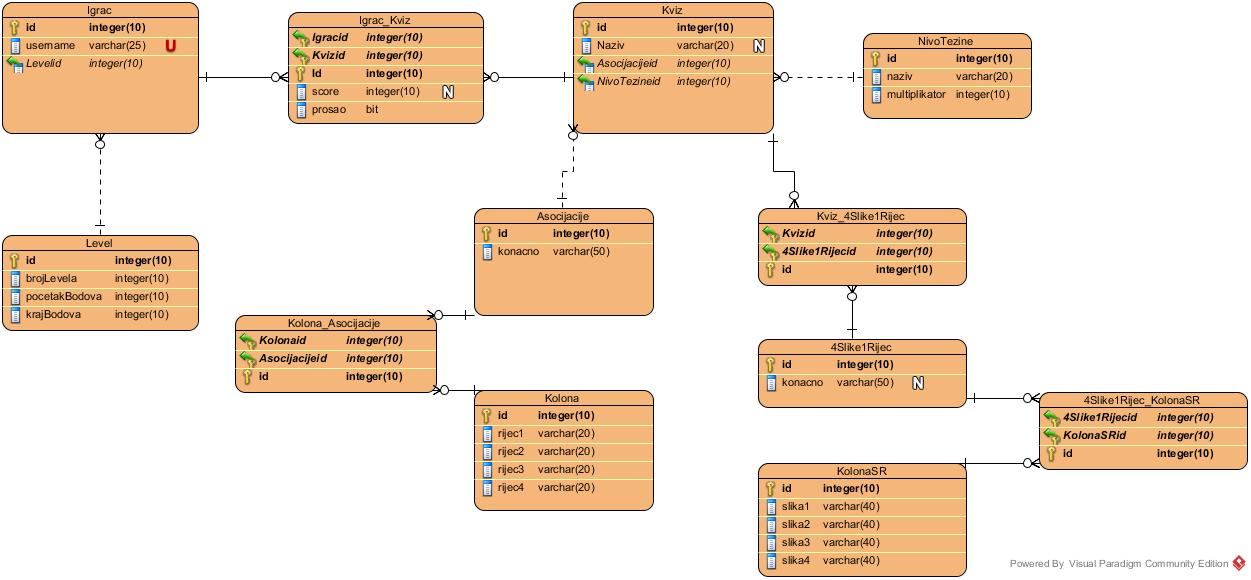 Igrac
id integer(10)
username varchar(25) U
Levelid integer(10)
Igrac_Kviz
Igracid integer(10)
Kvizid integer(10)
Id integer(10)
score integer(10) N
prosao bit
Kviz
id integer(10)
Naziv varchar(20) N
Asocijacijeid integer(10)
NivoTezineid integer(10)
NivoTezine
id integer(10)
naziv varchar(20)
multiplikator integer(10)
Level
id integer(10)
brojLevela integer(10)
pocetakBodova integer(10)
krajBodova integer(10)
Asocijacije
id integer(10)
konacno varchar(50)
Kviz_4Slike1Rijec
Kvizid integer(10)
4Slike1Rijecid integer(10)
id integer(10)
Kolona_Asocijacije
Kolonaid integer(10)
Asocijacijeid integer(10)
id integer(10)
4Slike1Rijec
id integer(10)
konacno varchar(50) N
Kolona
id integer(10)
rijec1 varchar(20)
rijec2 varchar(20)
rijec3 varchar(20)
rijec4 varchar(20)
4Slike1Rijec_KolonaSR
4Slike1Rijecid integer(10)
KolonaSRid integer(10)
id integer(10)
KolonaSR
id integer(10)
slika1 varchar(40)
slika2 varchar(40)
slika3 varchar(40)
slika4 varchar(40)
Powered By Visual Paradigm Community Edition